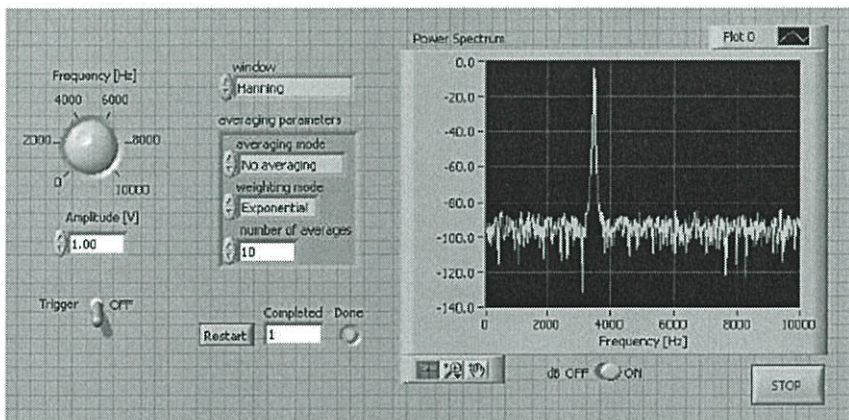 Frequency [Hz]
4000 6000
2000 8000
0 10000
Amplitude [V]
1.00
Trigger OFF
window
Hanning
averaging parameters
averaging mode
No averaging
weighting mode
Exponential
number of averages
10
Restart
Completed
1
Done
Power Spectrum
Plot 0
0.0
-20.0
-40.0
-60.0
-80.0
-100.0
-120.0
-140.0
0 2000 4000 6000 8000 10000
Frequency [Hz]
dB OFF ON
STOP